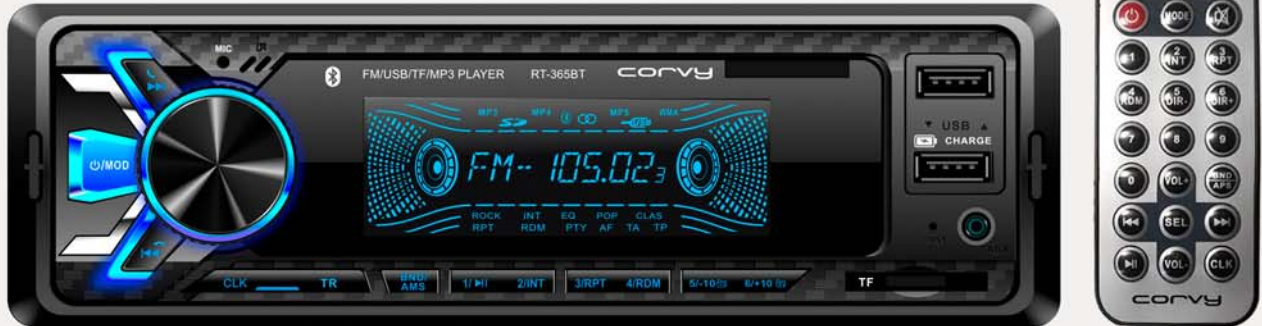 MIC
FM/USB/TF/MP3 PLAYER RT-365BT CORVY
MP3 MP4 MP5 WMA
USB
CHARGE
⏻/MOD
FM-- 105.02 3
ROCK INT EQ POP CLAS
RPT RDM PTY AF TA TP
CLK TR
BND/
AMS
1/ 2/INT
3/RPT 4/RDM
5/-10 6/+10
TF
MODE
1
2
INT
3
RPT
4
RDM
5
DIR-
6
DIR+
7 8 9
0 VOL+ BND
APS
SEL
VOL- CLK
CORVY